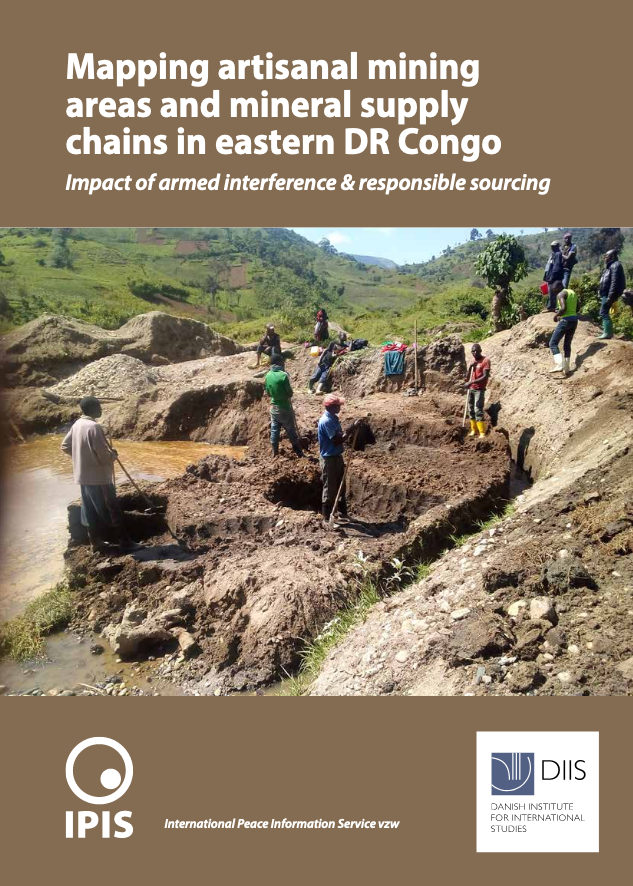 Mapping artisanal mining
areas and mineral supply
chains in eastern DR Congo
Impact of armed interference & responsible sourcing
IPIS
International Peace Information Service vzw
DIIS
DANISH INSTITUTE
FOR INTERNATIONAL
STUDIES